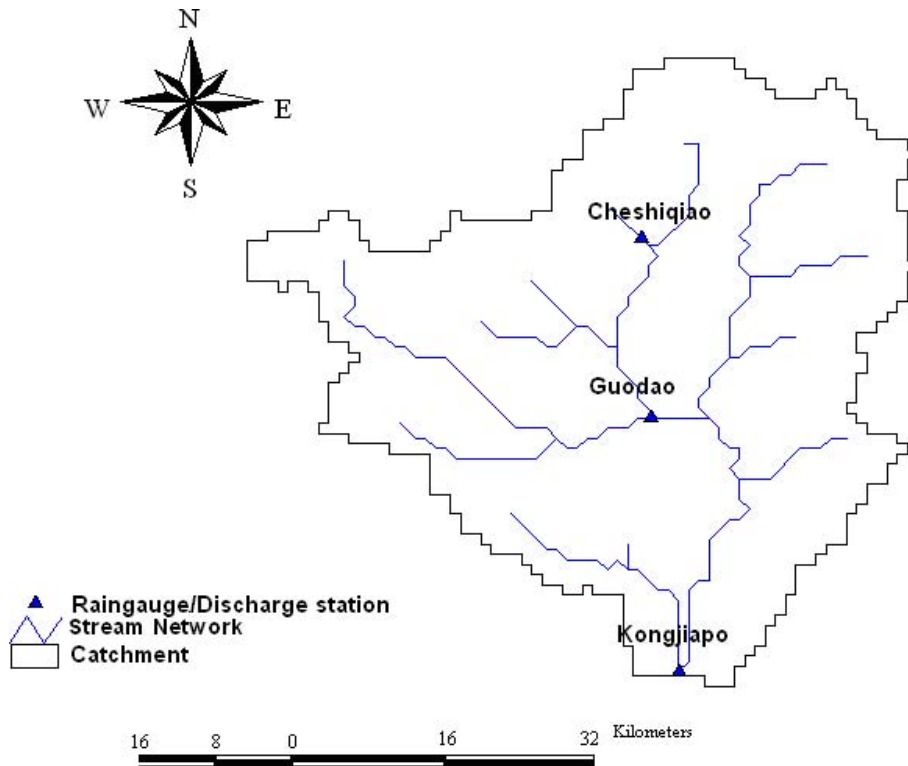 N
W E
S
Cheshiqiao
Guodao
Kongjiapo
Raingauge/Discharge station
Stream Network
Catchment
16 8 0 16 32 Kilometers